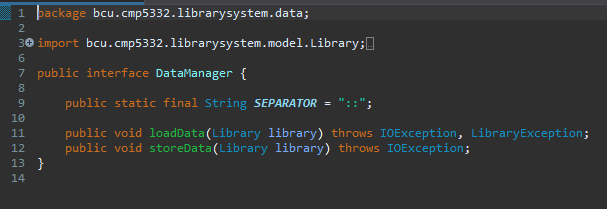 1 package bcu.cmp5332.librarysystem.data;
2
3 import bcu.cmp5332.librarysystem.model.Library;
6
7 public interface DataManager {
8
9 public static final String SEPARATOR = "::";
10
11 public void loadData(Library library) throws IOException, LibraryException;
12 public void storeData(Library library) throws IOException;
13 }
14